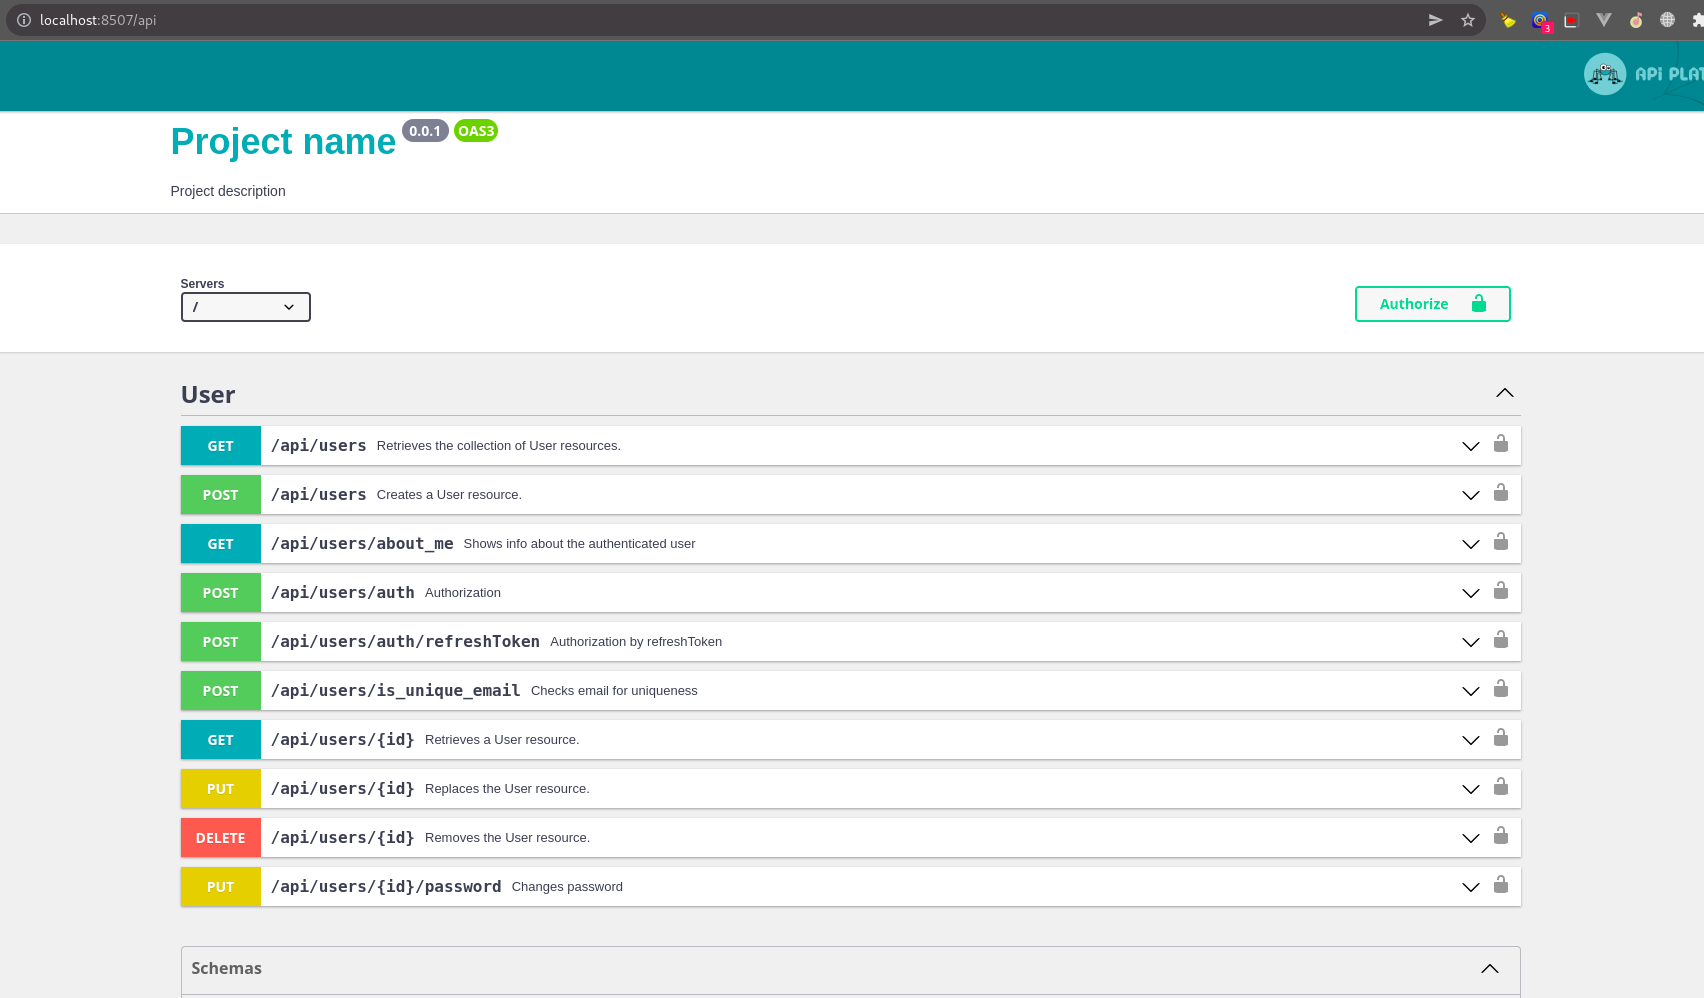 localhost:8507/api
3
API PLAT
Project name 0.0.1 OAS3
Project description
Servers
/
Authorize
User
GET /api/users Retrieves the collection of User resources.
POST /api/users Creates a User resource.
GET /api/users/about_me Shows info about the authenticated user
POST /api/users/auth Authorization
POST /api/users/auth/refreshToken Authorization by refreshToken
POST /api/users/is_unique_email Checks email for uniqueness
GET /api/users/{id} Retrieves a User resource.
PUT /api/users/{id} Replaces the User resource.
DELETE /api/users/{id} Removes the User resource.
PUT /api/users/{id}/password Changes password
Schemas